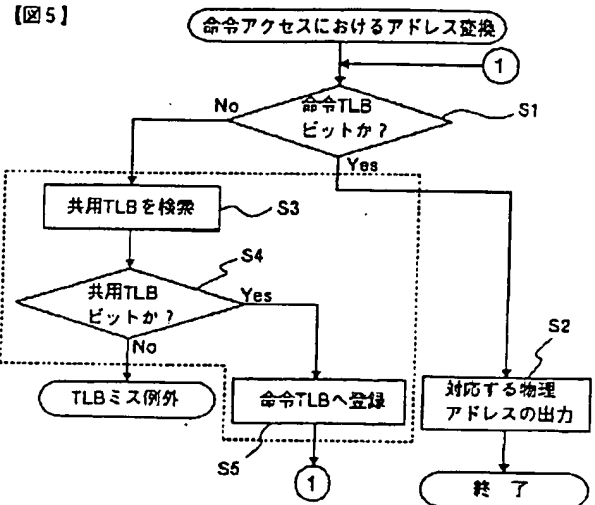 【図5】
命令アクセスにおけるアドレス変換
1
命令TLB
ヒットか?
S1
No
Yes
共用TLBを検索
S3
共用TLB
ヒットか?
S4
Yes
No
TLBミス例外
命令TLBへ登録
S5
1
S2
対応する物理
アドレスの出力
終了